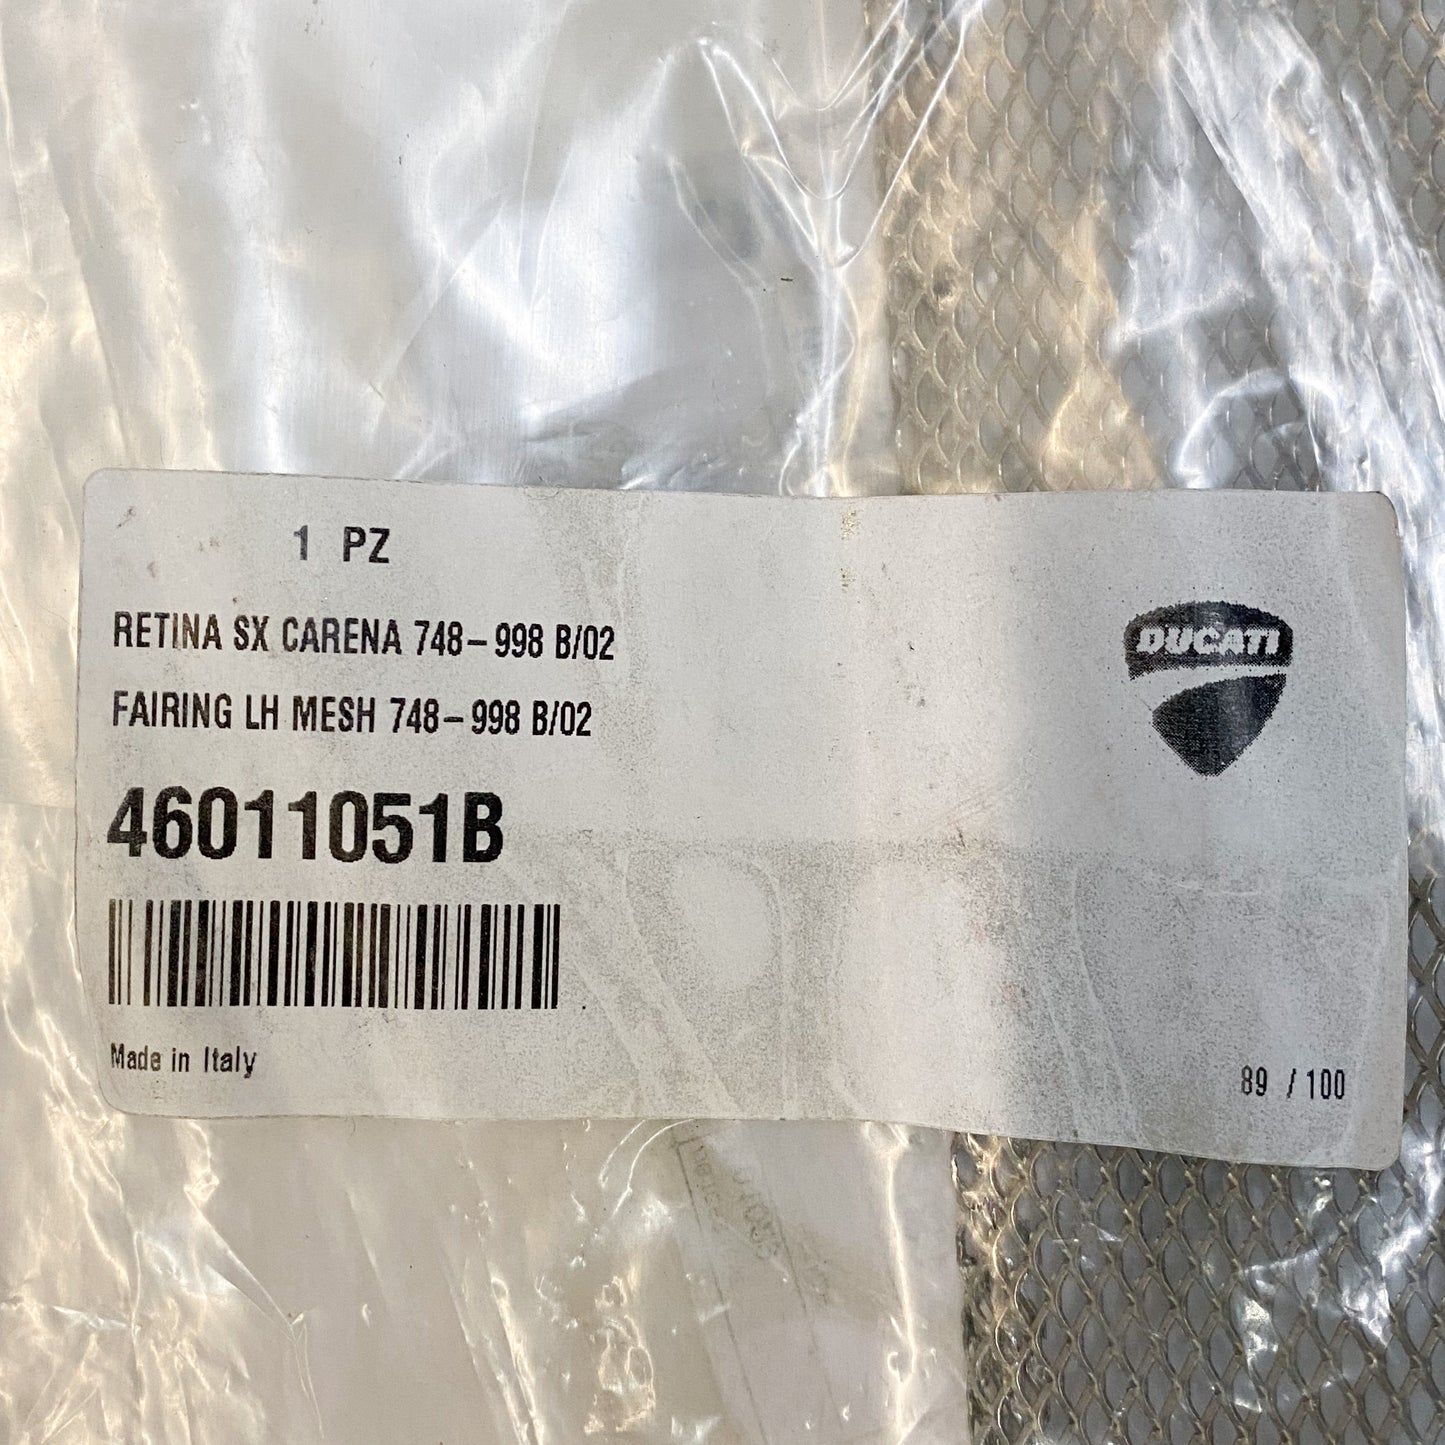 1 PZ
RETINA SX CARENA 748-998 B/02
FAIRING LH MESH 748-998 B/02
DUCATI
46011051B
Made in Italy
89 / 100